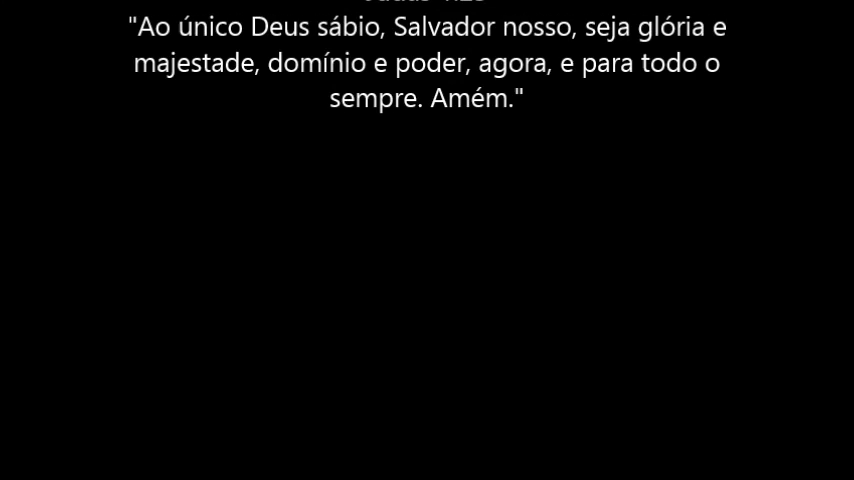 "Ao único Deus sábio, Salvador nosso, seja glória e
majestade, domínio e poder, agora, e para todo o
sempre. Amém."